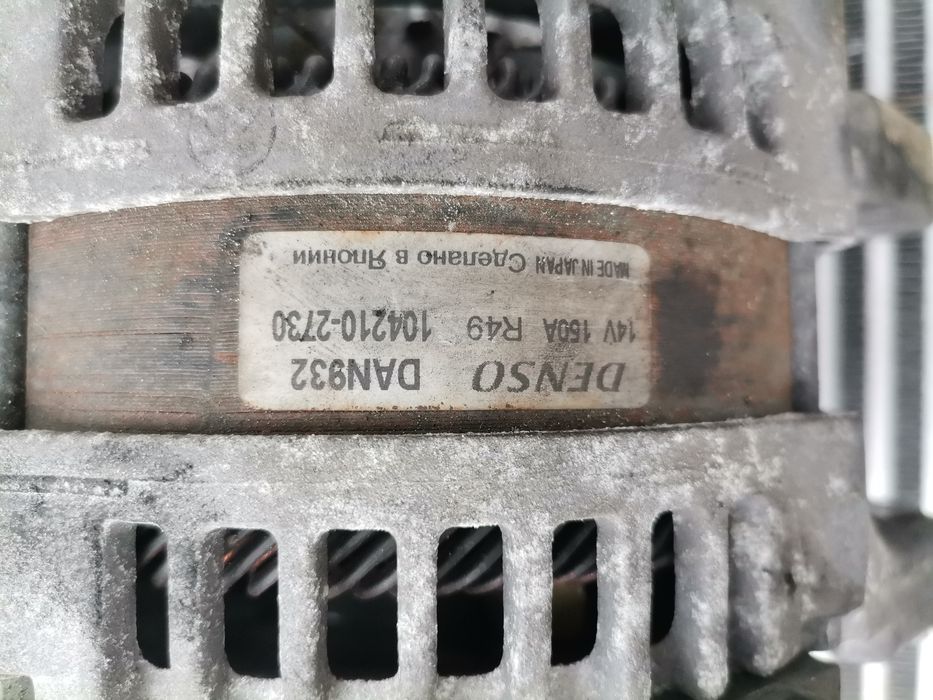 DENSO DAN932
14V 150A R49 104210-2730
MADE IN JAPAN Сделано в Японии